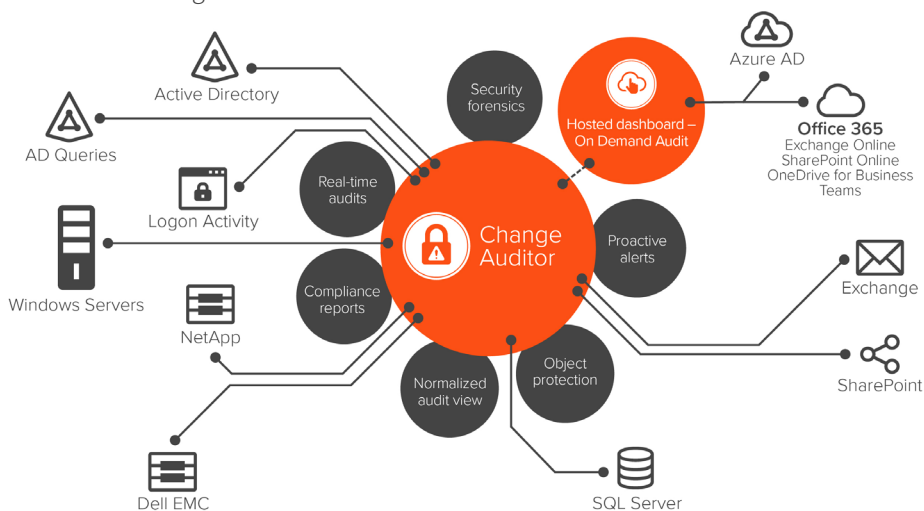 Azure AD
Active Directory
Security
forensics
Hosted dashboard –
On Demand Audit
Office 365
Exchange Online
SharePoint Online
OneDrive for Business
Teams
AD Queries
Real-time
audits
Logon Activity
Change
Auditor
Proactive
alerts
Windows Servers
Compliance
reports
Exchange
NetApp
Object
protection
Normalized
audit view
SharePoint
Dell EMC
SQL Server